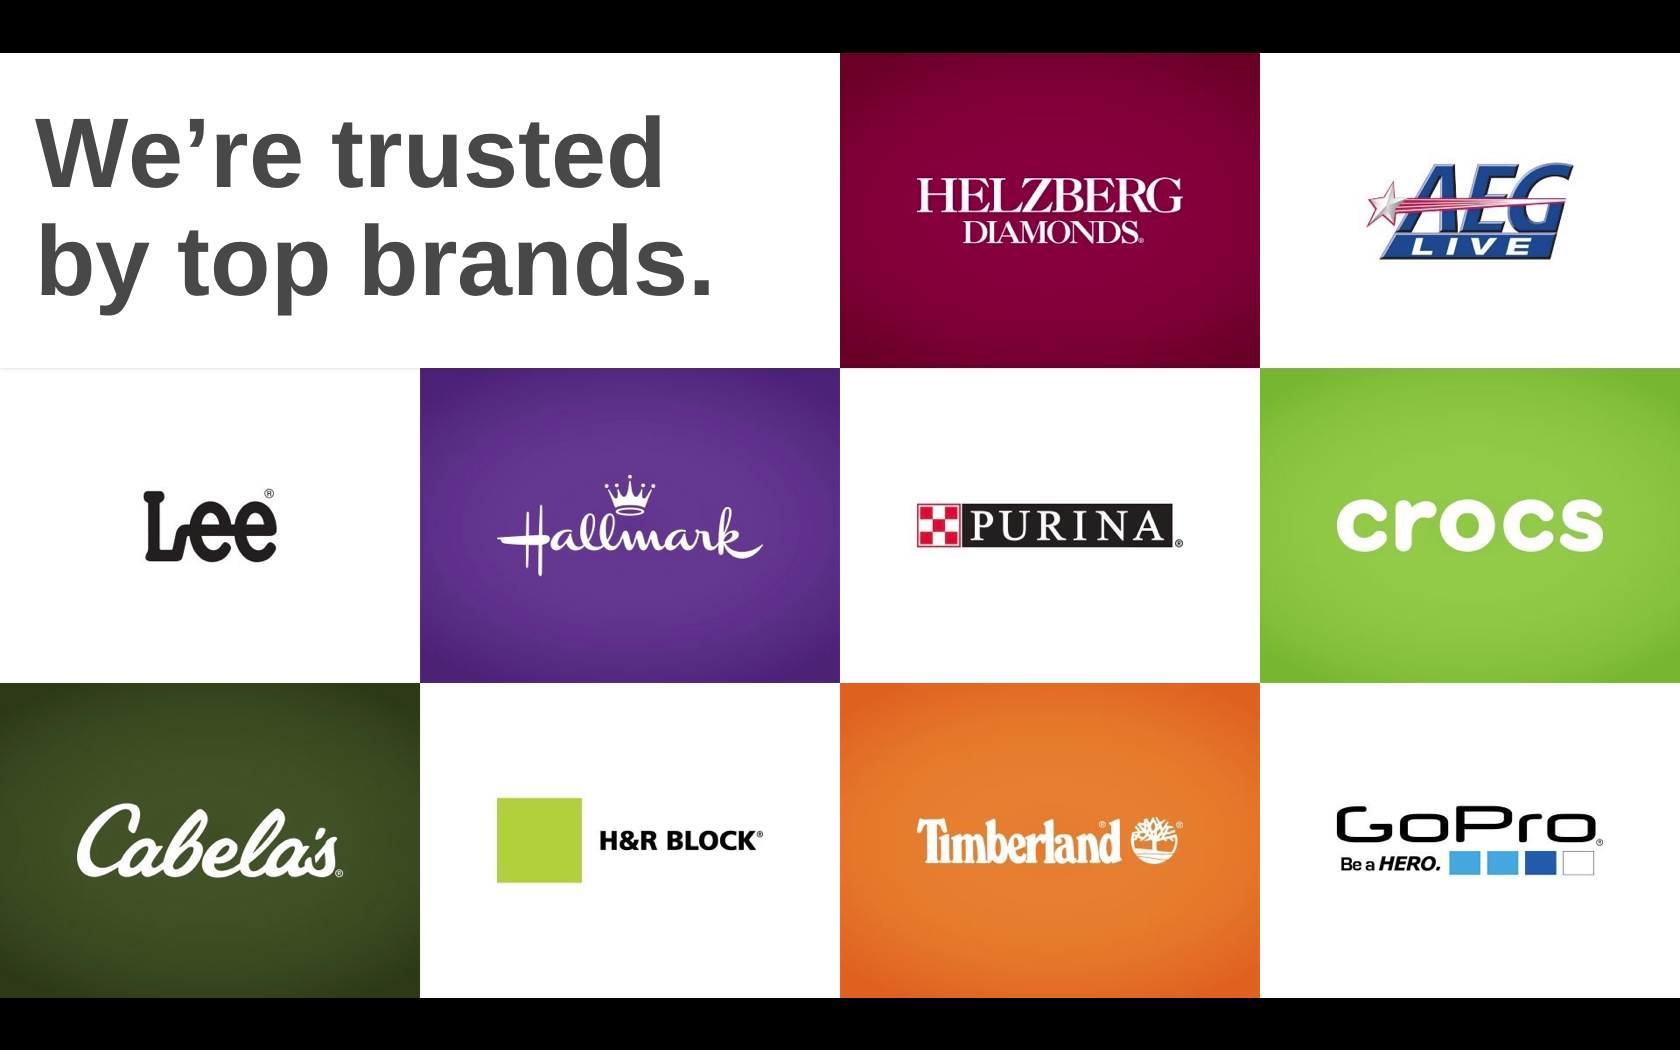 We’re trusted
by top brands.
HELZBERG
DIAMONDS®
AEG
LIVE
Lee®
Hallmark
PURINA®
crocs
Cabela's®
H&R BLOCK®
Timberland® ®
GoPro®
Be a HERO.